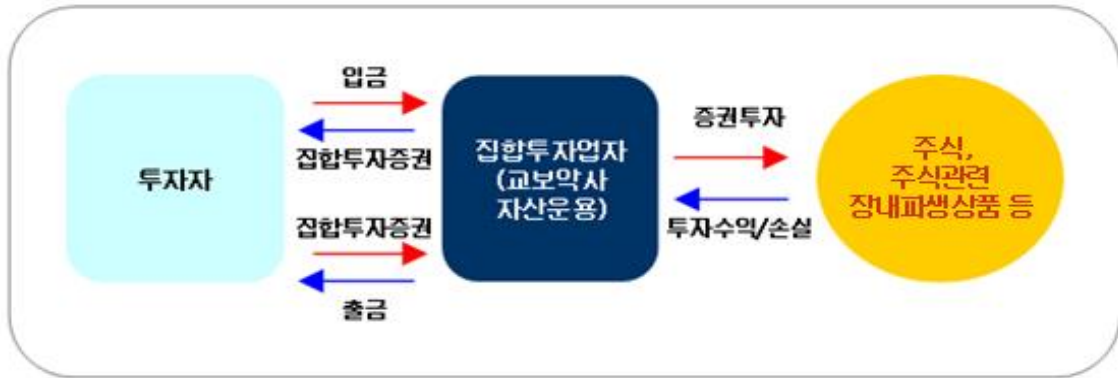 투자자
입금
집합투자증권
집합투자증권
출금
집합투자업자
(교보악사
자산운용)
증권투자
투자수익/손실
주식,
주식관련
장내파생상품 등